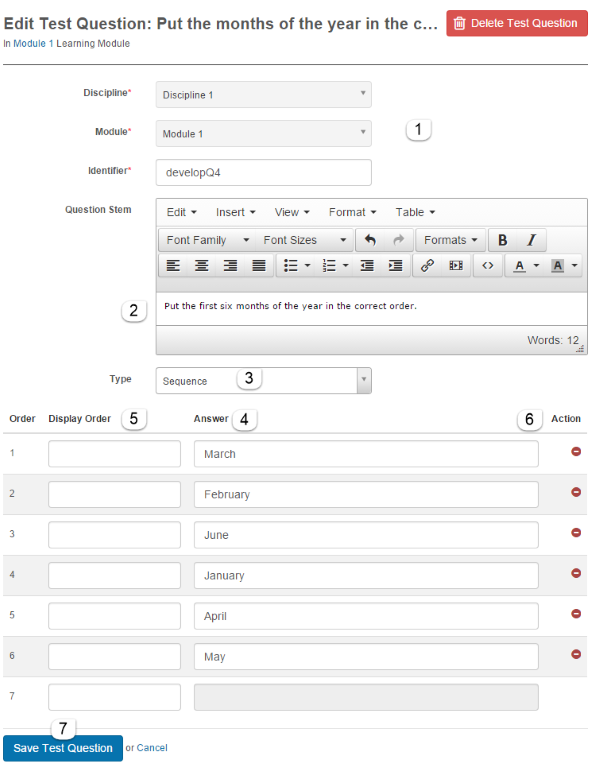 Edit Test Question: Put the months of the year in the c... Delete Test Question
In Module 1 Learning Module
Discipline* Discipline 1
Module* Module 1 1
Identifier* developQ4
Question Stem Edit Insert View Format Table
Font Family Font Sizes Formats B I
A A
Put the first six months of the year in the correct order.
2
Words: 12
Type Sequence 3
Order Display Order 5 Answer 4 6 Action
1 March
2 February
3 June
4 January
5 April
6 May
7
7
Save Test Question or Cancel